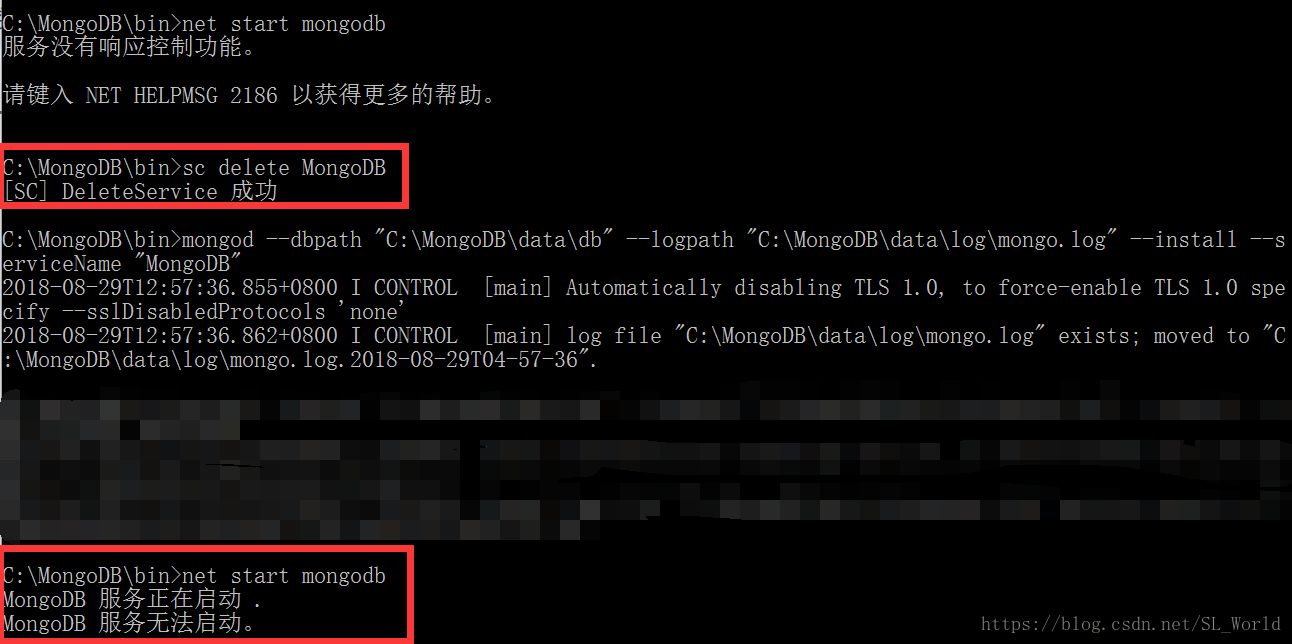 C:\MongoDB\bin>net start mongodb
服务没有响应控制功能。
请键入 NET HELPMSG 2186 以获得更多的帮助。
C:\MongoDB\bin>sc delete MongoDB
[SC] DeleteService 成功
C:\MongoDB\bin>mongod --dbpath "C:\MongoDB\data\db" --logpath "C:\MongoDB\data\log\mongo.log" --install --s
erviceName "MongoDB"
2018-08-29T12:57:36.855+0800 I CONTROL  [main] Automatically disabling TLS 1.0, to force-enable TLS 1.0 spe
cify --sslDisabledProtocols 'none'
2018-08-29T12:57:36.862+0800 I CONTROL  [main] log file "C:\MongoDB\data\log\mongo.log" exists; moved to "C
:\MongoDB\data\log\mongo.log.2018-08-29T04-57-36".
C:\MongoDB\bin>net start mongodb
MongoDB 服务正在启动 .
MongoDB 服务无法启动。
https://blog.csdn.net/SL_World